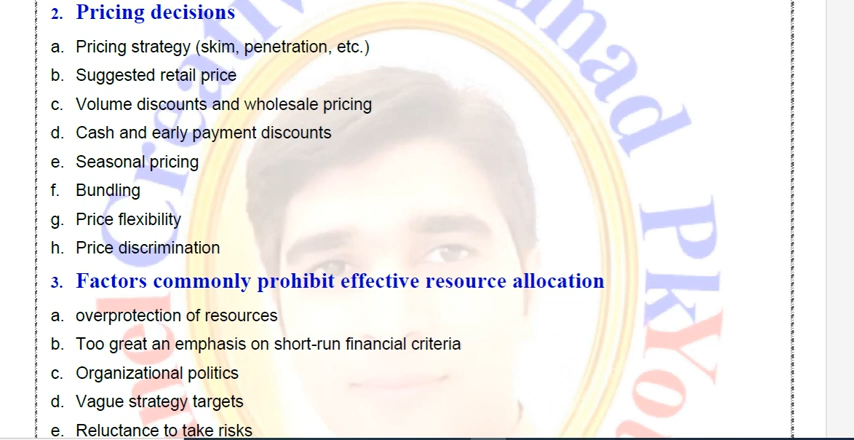 2. Pricing decisions
a. Pricing strategy (skim, penetration, etc.)
b. Suggested retail price
c. Volume discounts and wholesale pricing
d. Cash and early payment discounts
e. Seasonal pricing
f. Bundling
g. Price flexibility
h. Price discrimination
3. Factors commonly prohibit effective resource allocation
a. overprotection of resources
b. Too great an emphasis on short-run financial criteria
c. Organizational politics
d. Vague strategy targets
e. Reluctance to take risks